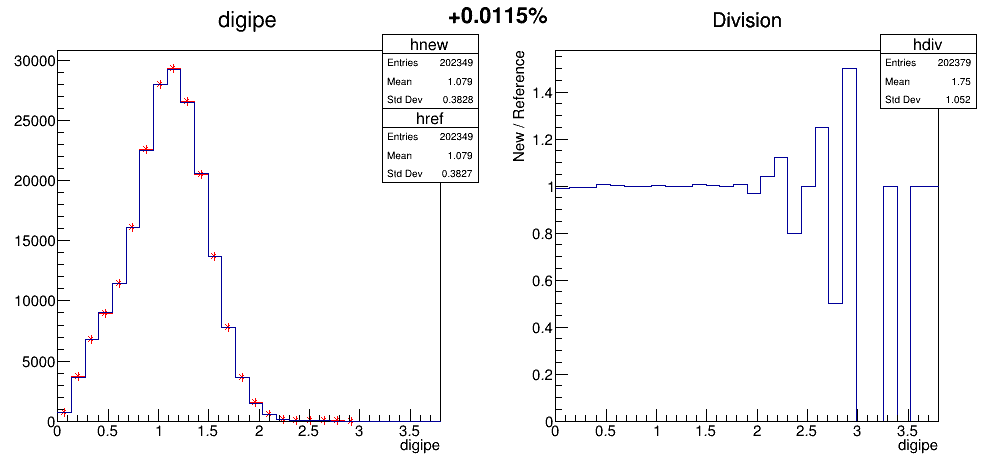 +0.0115%
digipe
hnew
Entries 202349
Mean 1.079
Std Dev 0.3828
href
Entries 202349
Mean 1.079
Std Dev 0.3827
30000
25000
20000
15000
10000
5000
0
0 0.5 1 1.5 2 2.5 3 3.5
digipe
Division
hdiv
Entries 202379
Mean 1.75
Std Dev 1.052
New / Reference
1.4
1.2
1
0.8
0.6
0.4
0.2
0
0 0.5 1 1.5 2 2.5 3 3.5
digipe